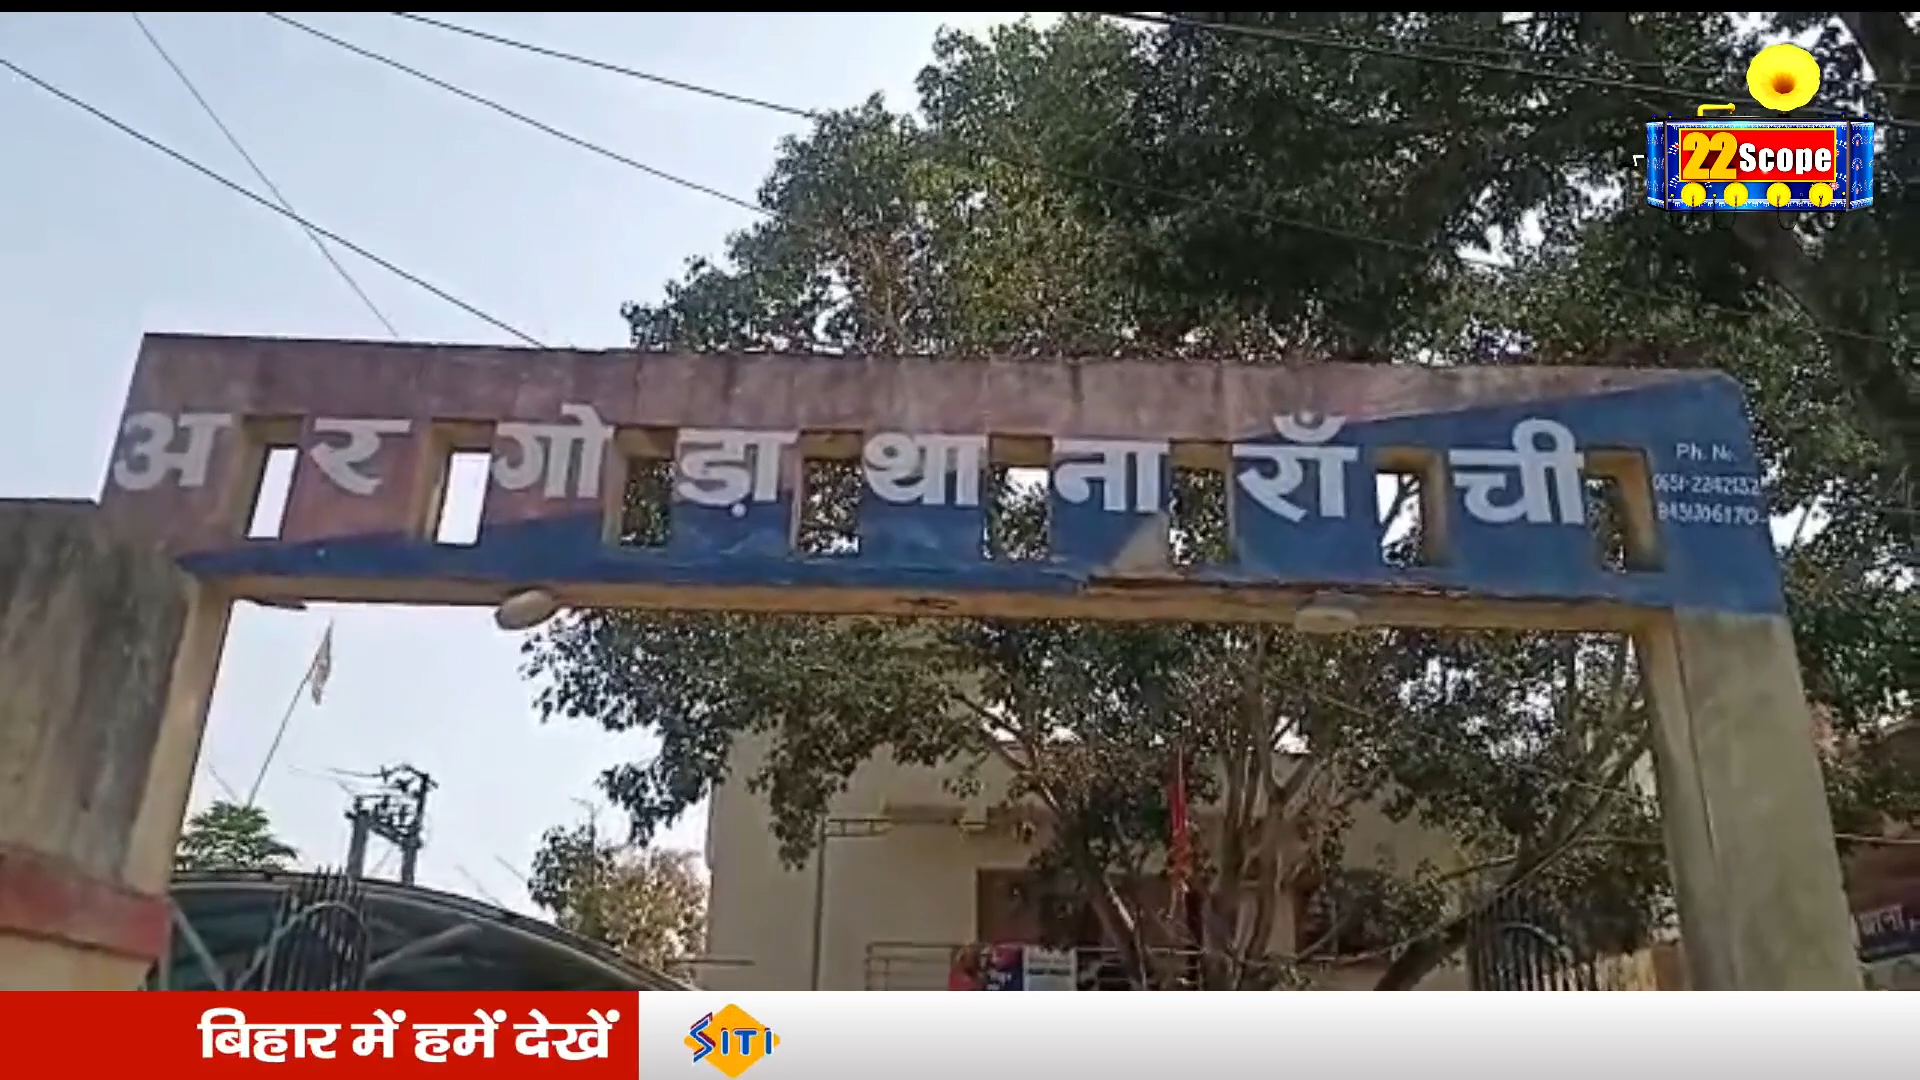 22Scope
अरगोड़ा थाना राँची
Ph. No.
0651-2242132
बिहार में हमें देखें
SITI